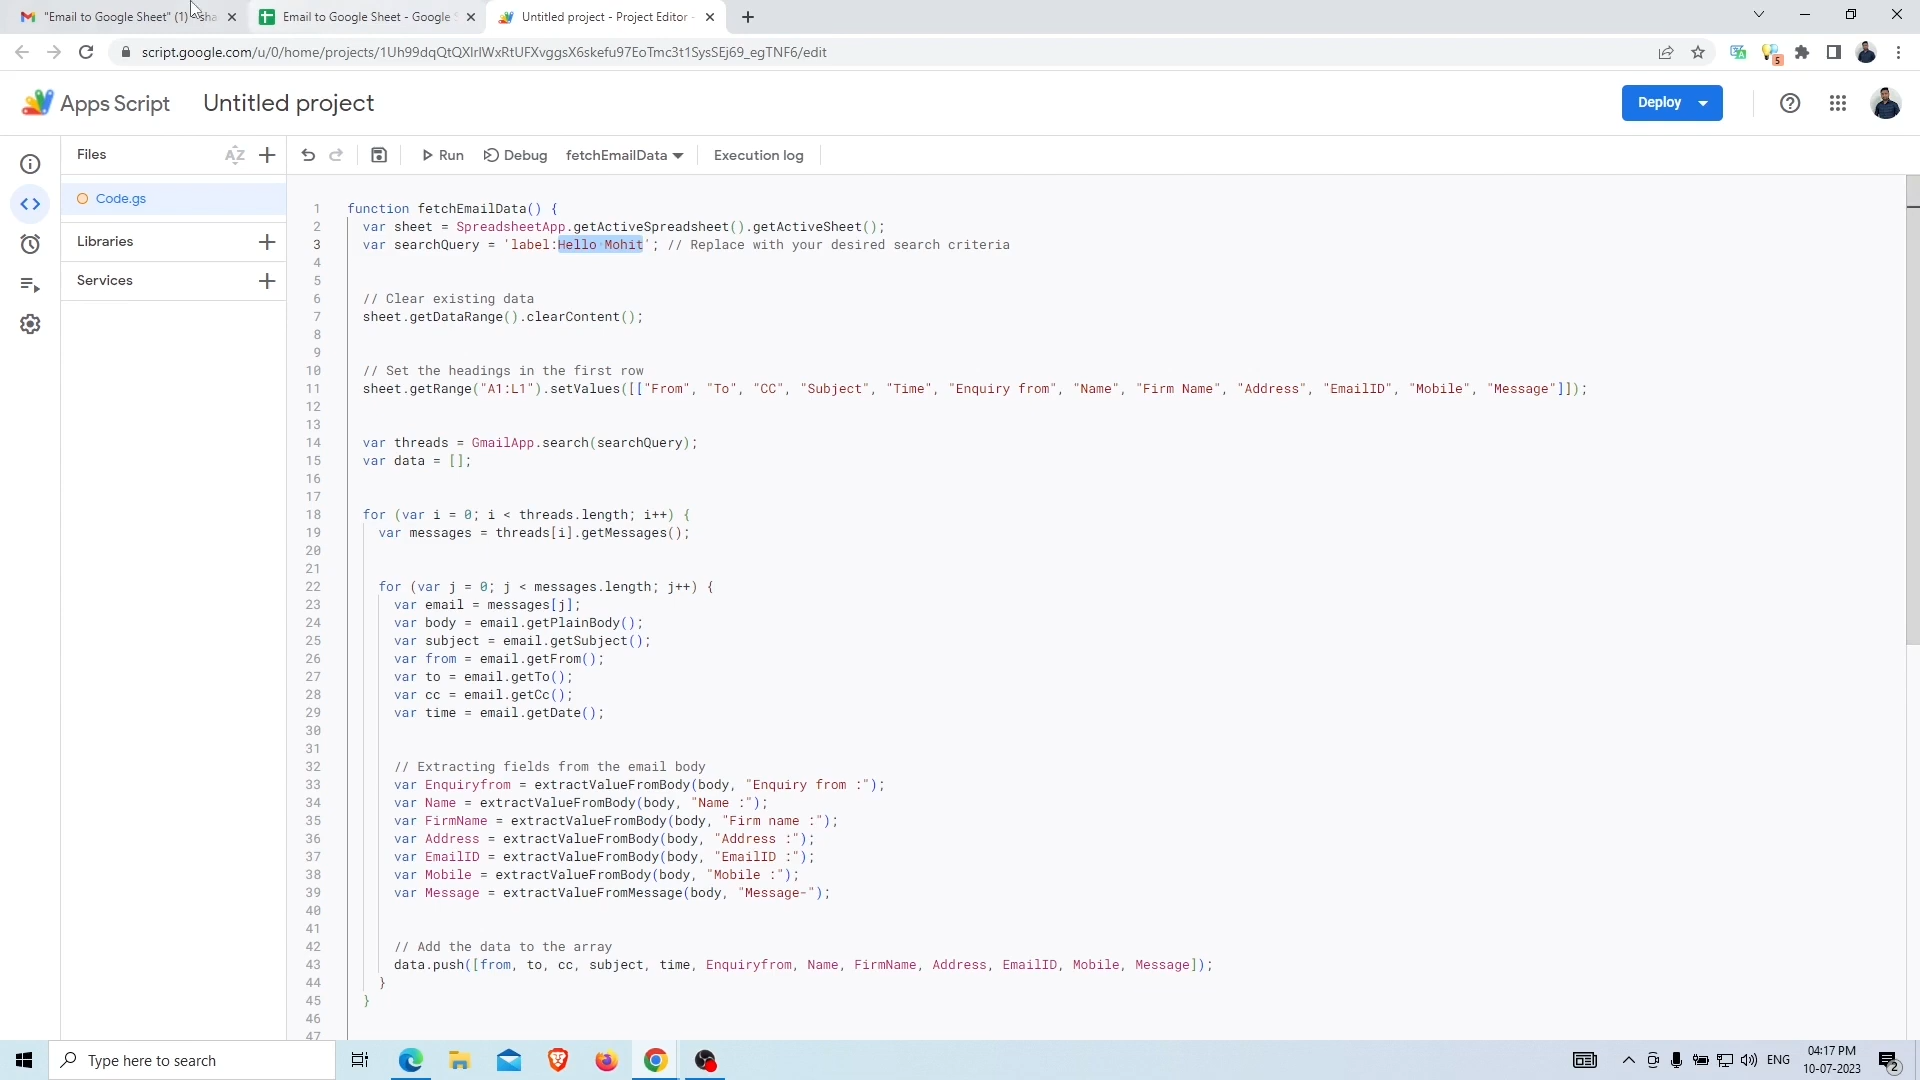 "Email to Google Sheet" (1) - sha
Email to Google Sheet - Google S
Untitled project - Project Editor -
script.google.com/u/0/home/projects/1Uh99dqQtQXlrlWxRtUFXvggsX6skefu97EoTmc3t1SysSEj69_egTNF6/edit
5
Apps Script
Untitled project
Deploy
Files
AZ
Run
Debug
fetchEmailData
Execution log
Code.gs
Libraries
Services
1 function fetchEmailData() {
2 var sheet = SpreadsheetApp.getActiveSpreadsheet().getActiveSheet();
3 var searchQuery = 'label:Hello Mohit'; // Replace with your desired search criteria
4
5
6 // Clear existing data
7 sheet.getDataRange().clearContent();
8
9
10 // Set the headings in the first row
11 sheet.getRange("A1:L1").setValues([["From", "To", "CC", "Subject", "Time", "Enquiry from", "Name", "Firm Name", "Address", "EmailID", "Mobile", "Message"]]);
12
13
14 var threads = GmailApp.search(searchQuery);
15 var data = [];
16
17
18 for (var i = 0; i < threads.length; i++) {
19 var messages = threads[i].getMessages();
20
21
22 for (var j = 0; j < messages.length; j++) {
23 var email = messages[j];
24 var body = email.getPlainBody();
25 var subject = email.getSubject();
26 var from = email.getFrom();
27 var to = email.getTo();
28 var cc = email.getCc();
29 var time = email.getDate();
30
31
32 // Extracting fields from the email body
33 var Enquiryfrom = extractValueFromBody(body, "Enquiry from :");
34 var Name = extractValueFromBody(body, "Name :");
35 var FirmName = extractValueFromBody(body, "Firm name :");
36 var Address = extractValueFromBody(body, "Address :");
37 var EmailID = extractValueFromBody(body, "EmailID :");
38 var Mobile = extractValueFromBody(body, "Mobile :");
39 var Message = extractValueFromMessage(body, "Message-");
40
41
42 // Add the data to the array
43 data.push([from, to, cc, subject, time, Enquiryfrom, Name, FirmName, Address, EmailID, Mobile, Message]);
44 }
45 }
46
47
Type here to search
ENG
04:17 PM
10-07-2023
2